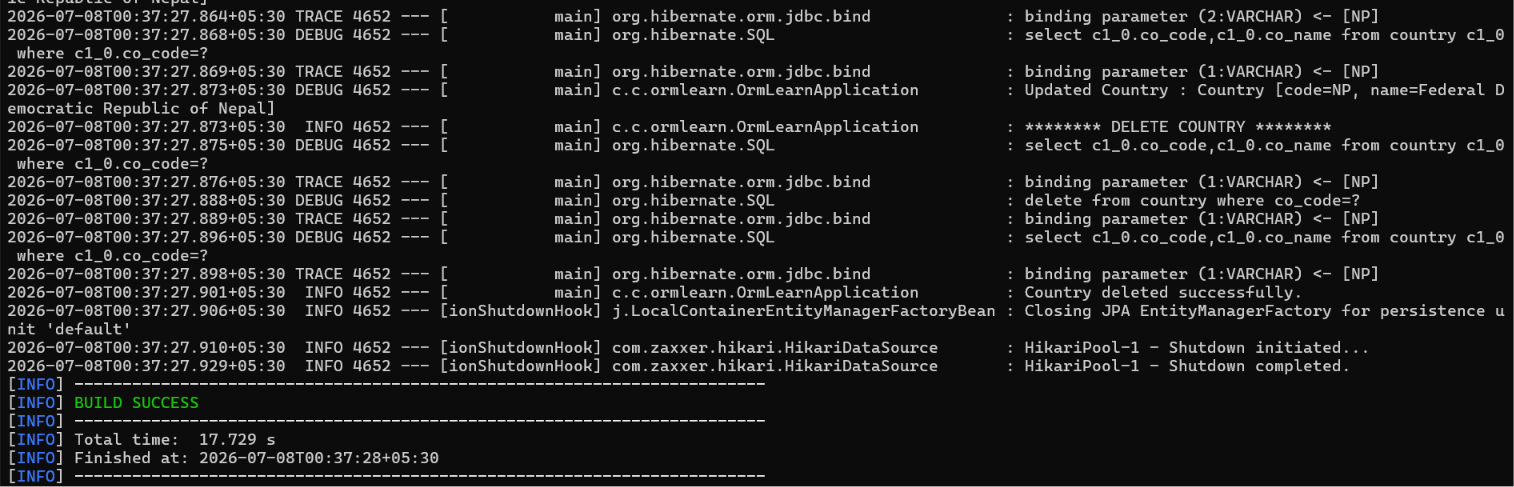 ic Republic of Nepal]
2026-07-08T00:37:27.864+05:30 TRACE 4652 --- [           main] org.hibernate.orm.jdbc.bind              : binding parameter (2:VARCHAR) <- [NP]
2026-07-08T00:37:27.868+05:30 DEBUG 4652 --- [           main] org.hibernate.SQL                        : select c1_0.co_code,c1_0.co_name from country c1_0
 where c1_0.co_code=?
2026-07-08T00:37:27.869+05:30 TRACE 4652 --- [           main] org.hibernate.orm.jdbc.bind              : binding parameter (1:VARCHAR) <- [NP]
2026-07-08T00:37:27.873+05:30 DEBUG 4652 --- [           main] c.c.ormlearn.OrmLearnApplication         : Updated Country : Country [code=NP, name=Federal D
emocratic Republic of Nepal]
2026-07-08T00:37:27.873+05:30  INFO 4652 --- [           main] c.c.ormlearn.OrmLearnApplication         : ******** DELETE COUNTRY ********
2026-07-08T00:37:27.875+05:30 DEBUG 4652 --- [           main] org.hibernate.SQL                        : select c1_0.co_code,c1_0.co_name from country c1_0
 where c1_0.co_code=?
2026-07-08T00:37:27.876+05:30 TRACE 4652 --- [           main] org.hibernate.orm.jdbc.bind              : binding parameter (1:VARCHAR) <- [NP]
2026-07-08T00:37:27.888+05:30 DEBUG 4652 --- [           main] org.hibernate.SQL                        : delete from country where co_code=?
2026-07-08T00:37:27.889+05:30 TRACE 4652 --- [           main] org.hibernate.orm.jdbc.bind              : binding parameter (1:VARCHAR) <- [NP]
2026-07-08T00:37:27.896+05:30 DEBUG 4652 --- [           main] org.hibernate.SQL                        : select c1_0.co_code,c1_0.co_name from country c1_0
 where c1_0.co_code=?
2026-07-08T00:37:27.898+05:30 TRACE 4652 --- [           main] org.hibernate.orm.jdbc.bind              : binding parameter (1:VARCHAR) <- [NP]
2026-07-08T00:37:27.901+05:30  INFO 4652 --- [           main] c.c.ormlearn.OrmLearnApplication         : Country deleted successfully.
2026-07-08T00:37:27.906+05:30  INFO 4652 --- [ionShutdownHook] j.LocalContainerEntityManagerFactoryBean : Closing JPA EntityManagerFactory for persistence u
nit 'default'
2026-07-08T00:37:27.910+05:30  INFO 4652 --- [ionShutdownHook] com.zaxxer.hikari.HikariDataSource       : HikariPool-1 - Shutdown initiated...
2026-07-08T00:37:27.929+05:30  INFO 4652 --- [ionShutdownHook] com.zaxxer.hikari.HikariDataSource       : HikariPool-1 - Shutdown completed.
[INFO] ------------------------------------------------------------------------
[INFO] BUILD SUCCESS
[INFO] ------------------------------------------------------------------------
[INFO] Total time:  17.729 s
[INFO] Finished at: 2026-07-08T00:37:28+05:30
[INFO] ------------------------------------------------------------------------